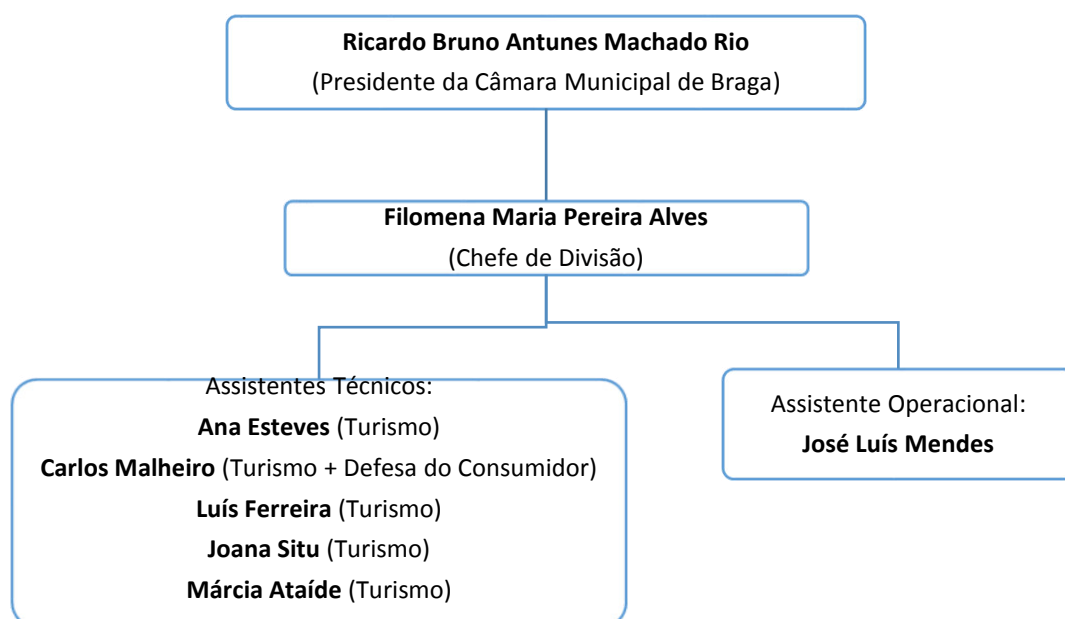 Ricardo Bruno Antunes Machado Rio
(Presidente da Câmara Municipal de Braga)
Filomena Maria Pereira Alves
(Chefe de Divisão)
Assistentes Técnicos:
Ana Esteves (Turismo)
Carlos Malheiro (Turismo + Defesa do Consumidor)
Luís Ferreira (Turismo)
Joana Situ (Turismo)
Márcia Ataíde (Turismo)
Assistente Operacional:
José Luís Mendes